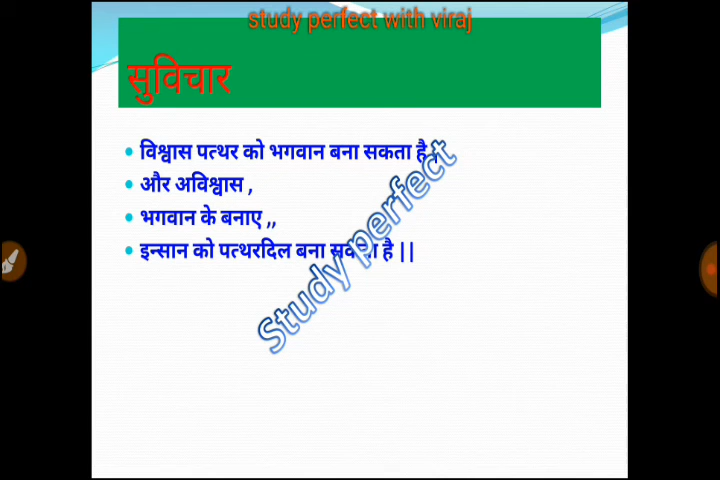 study perfect with viraj
सुविचार
विश्वास पत्थर को भगवान बना सकता है |
और अविश्वास ,
भगवान के बनाए ,,
इन्सान को पत्थरदिल बना सकता है ||
Study perfect